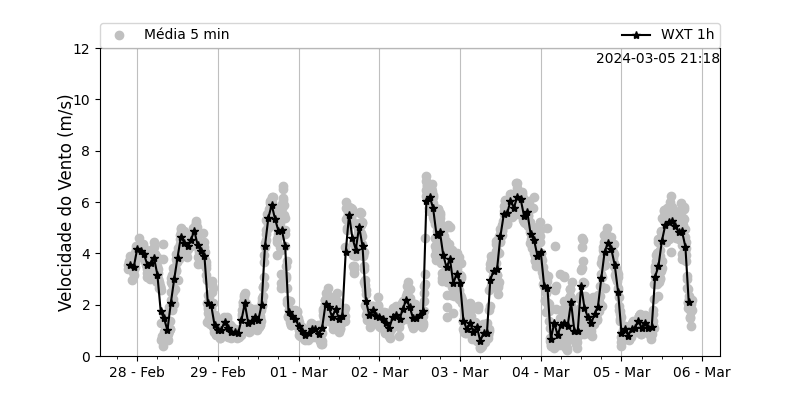 Média 5 min
WXT 1h
2024-03-05 21:18
Velocidade do Vento (m/s)
12
10
8
6
4
2
0
28 - Feb
29 - Feb
01 - Mar
02 - Mar
03 - Mar
04 - Mar
05 - Mar
06 - Mar